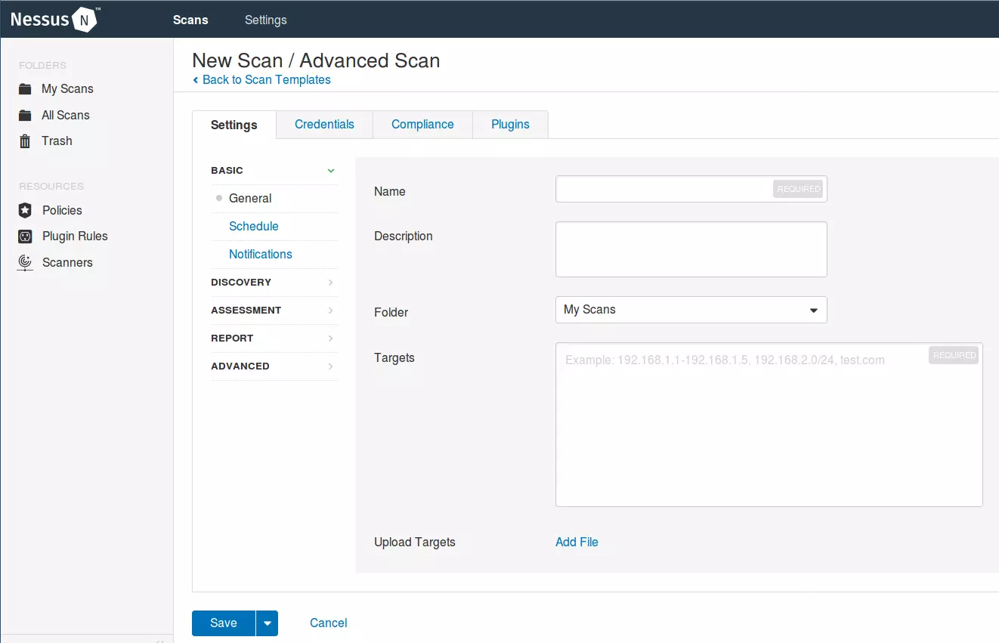 Nessus N ™
Scans
Settings
FOLDERS
My Scans
All Scans
Trash
RESOURCES
Policies
Plugin Rules
Scanners
New Scan / Advanced Scan
Back to Scan Templates
Settings
Credentials
Compliance
Plugins
BASIC
General
Schedule
Notifications
DISCOVERY
ASSESSMENT
REPORT
ADVANCED
Name
REQUIRED
Description
Folder
My Scans
Targets
Example: 192.168.1.1-192.168.1.5, 192.168.2.0/24, test.com
REQUIRED
Upload Targets
Add File
Save
Cancel